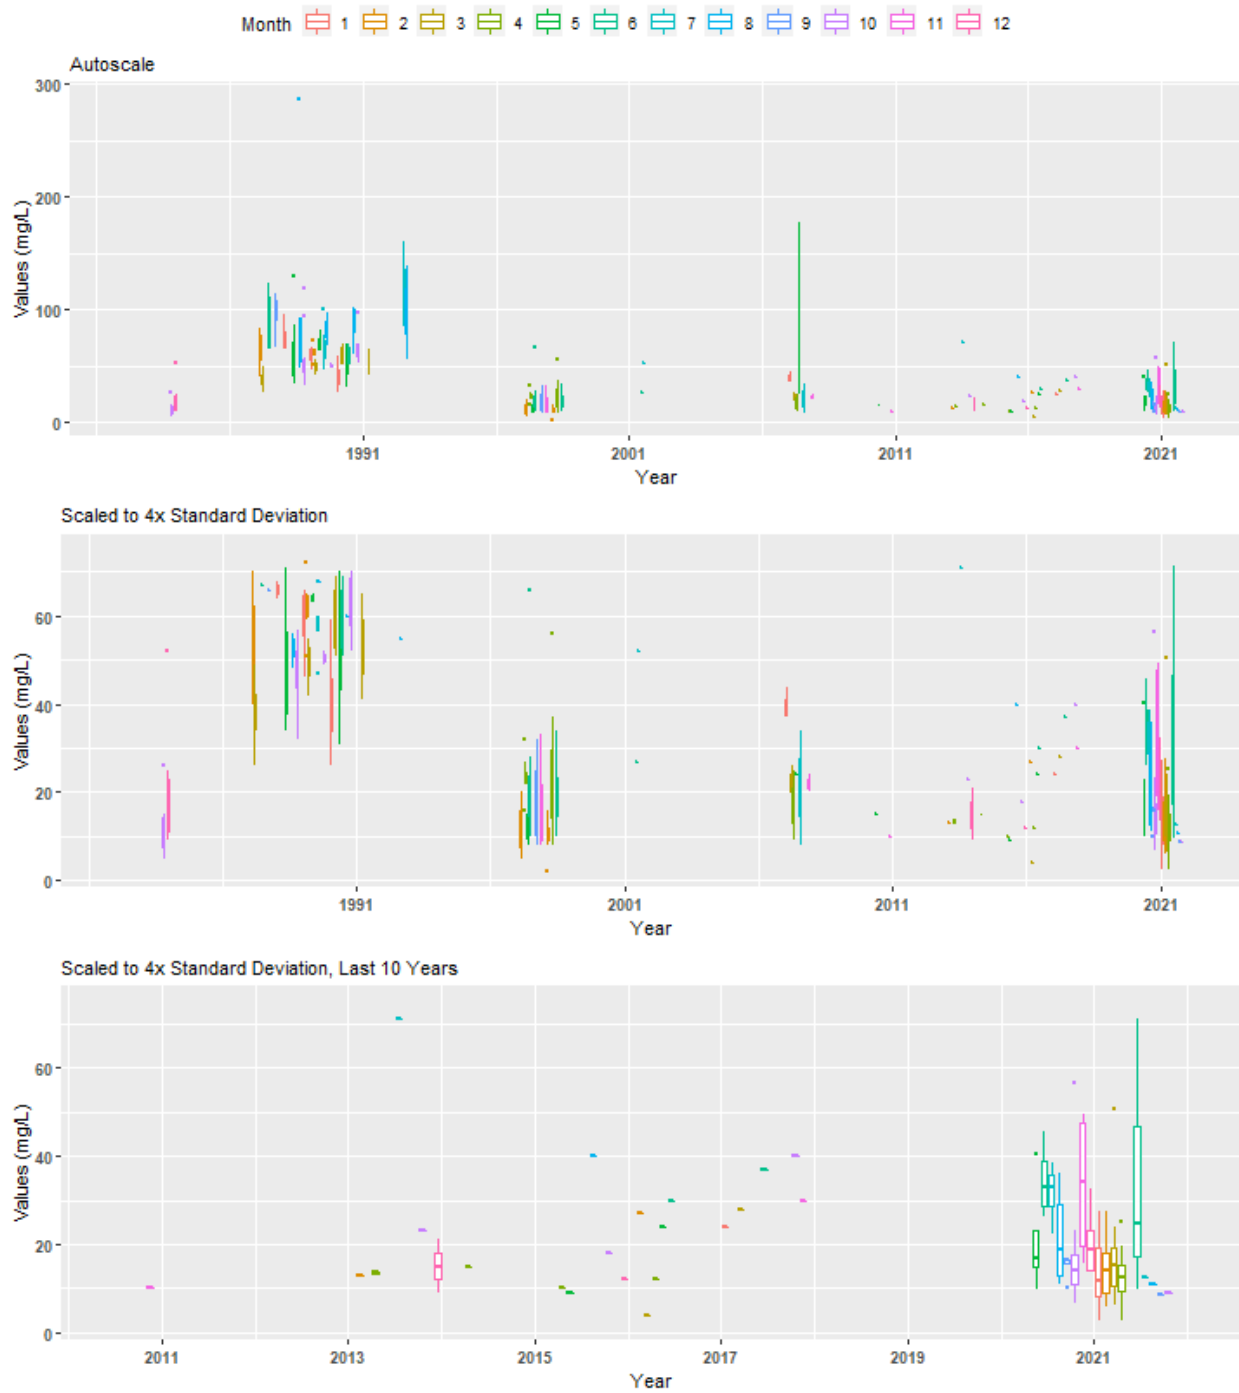 Month 1 2 3 4 5 6 7 8 9 10 11 12
Autoscale
300
200
100
0
Values (mg/L)
1991 2001 2011 2021
Year
Scaled to 4x Standard Deviation
60
40
20
0
Values (mg/L)
1991 2001 2011 2021
Year
Scaled to 4x Standard Deviation, Last 10 Years
60
40
20
0
Values (mg/L)
2011 2013 2015 2017 2019 2021
Year